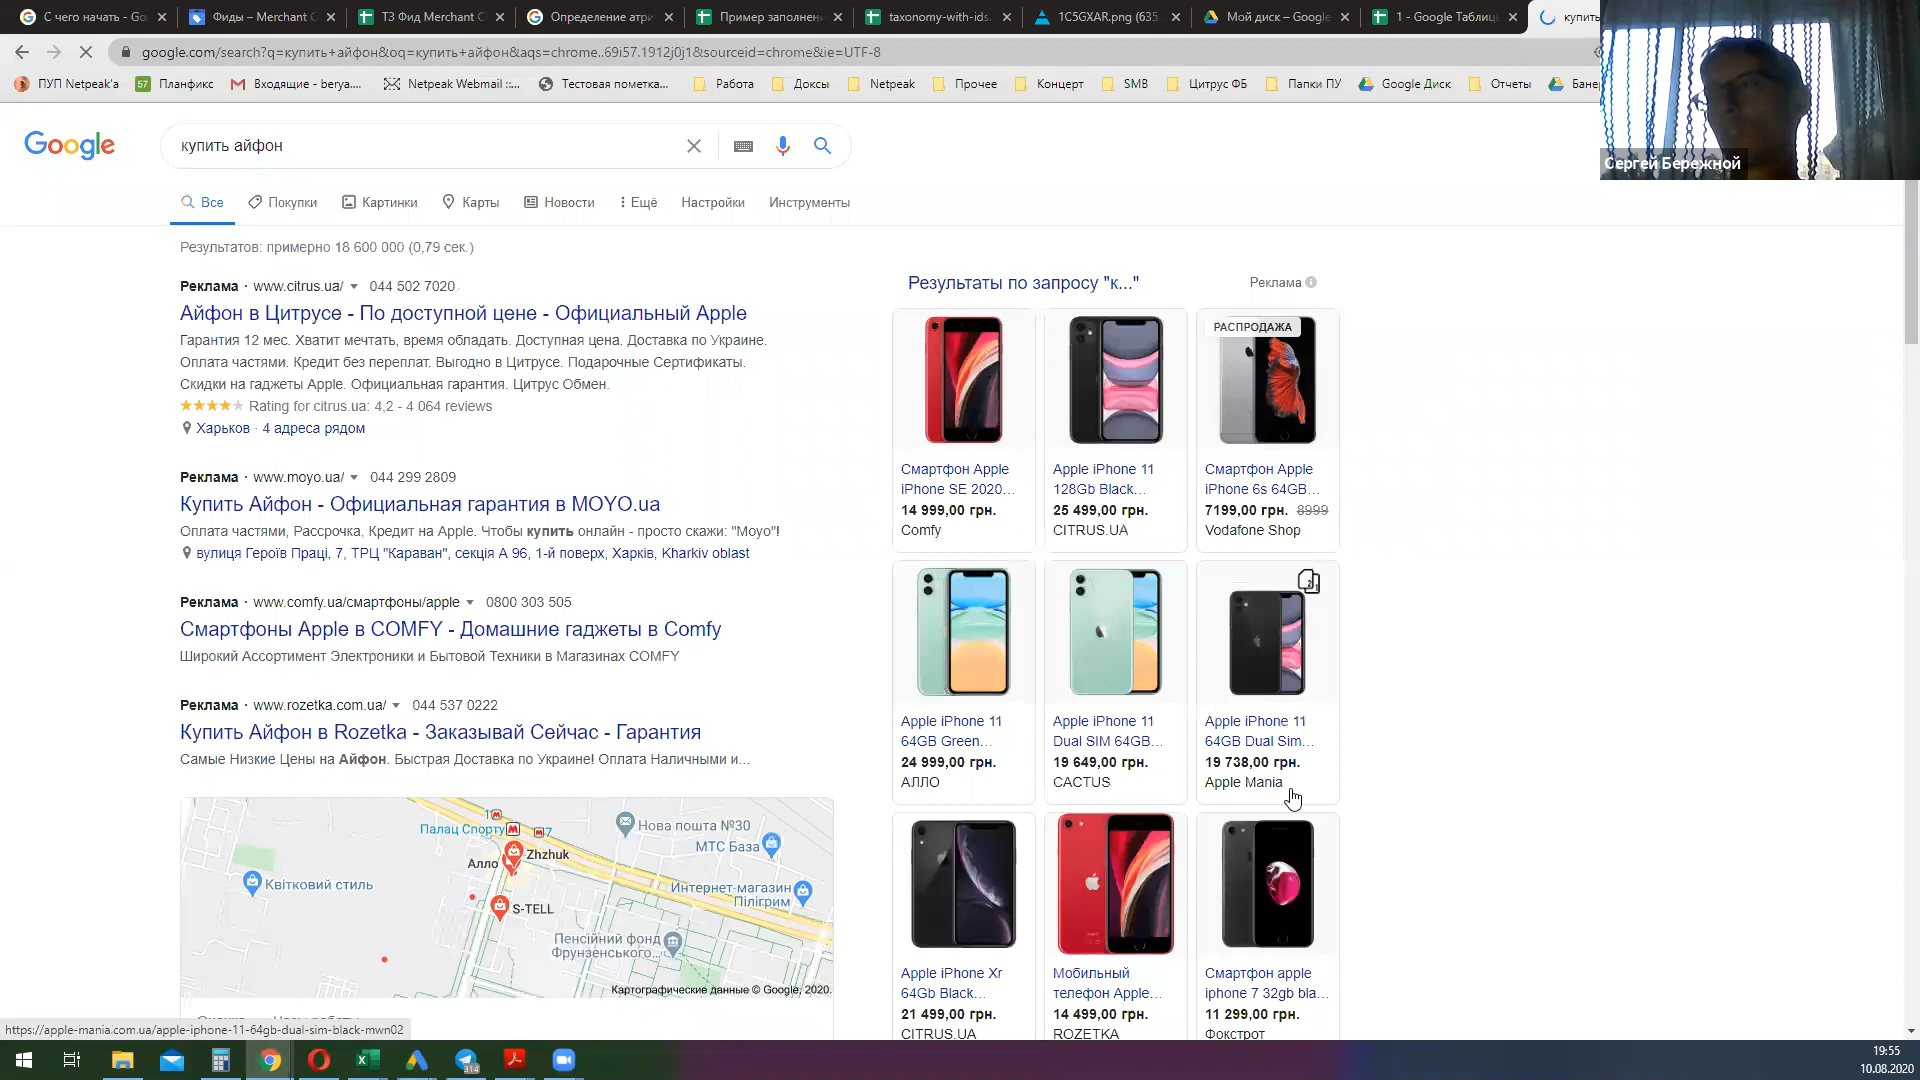 С чего начать - Go
Фиды – Merchant C
ТЗ Фид Merchant C
Определение атри
Пример заполнени
taxonomy-with-ids.
1C5GXAR.png (635
Мой диск – Google
1 - Google Таблиц
купить
google.com/search?q=купить+айфон&oq=купить+айфон&aqs=chrome..69i57.1912j0j1&sourceid=chrome&ie=UTF-8
ПУП Netpeak'а
57 Планфикс
Входящие - berya....
Netpeak Webmail ::...
Тестовая пометка...
Работа
Доксы
Netpeak
Прочее
Концерт
SMB
Цитрус ФБ
Папки ПУ
Google Диск
Отчеты
Бане
Сергей Бережной
Google
купить айфон
Все
Покупки
Картинки
Карты
Новости
Ещё
Настройки
Инструменты
Результатов: примерно 18 600 000 (0,79 сек.)
Реклама · www.citrus.ua/ 044 502 7020
Айфон в Цитрусе - По доступной цене - Официальный Apple
Гарантия 12 мес. Хватит мечтать, время обладать. Доступная цена. Доставка по Украине.
Оплата частями. Кредит без переплат. Выгодно в Цитрусе. Подарочные Сертификаты.
Скидки на гаджеты Apple. Официальная гарантия. Цитрус Обмен.
Rating for citrus.ua: 4,2 - 4 064 reviews
Харьков · 4 адреса рядом
Реклама · www.moyo.ua/ 044 299 2809
Купить Айфон - Официальная гарантия в MOYO.ua
Оплата частями, Рассрочка, Кредит на Apple. Чтобы купить онлайн - просто скажи: "Moyo"!
вулиця Героїв Праці, 7, ТРЦ "Караван", секція А 96, 1-й поверх, Харків, Kharkiv oblast
Реклама · www.comfy.ua/смартфоны/apple 0800 303 505
Смартфоны Apple в COMFY - Домашние гаджеты в Comfy
Широкий Ассортимент Электроники и Бытовой Техники в Магазинах COMFY
Реклама · www.rozetka.com.ua/ 044 537 0222
Купить Айфон в Rozetka - Заказывай Сейчас - Гарантия
Самые Низкие Цены на Айфон. Быстрая Доставка по Украине! Оплата Наличными и...
Палац Спорту
Алло
Zhzhuk
S-TELL
Нова пошта №30
МТС База
Квітковий стиль
Интернет-магазин
Пілігрим
Пенсійний фонд
Фрунзенського...
Картографические данные © Google, 2020.
Результаты по запросу "к..."
Реклама
Смартфон Apple
iPhone SE 2020...
14 999,00 грн.
Comfy
Apple iPhone 11
128Gb Black...
25 499,00 грн.
CITRUS.UA
РАСПРОДАЖА
Смартфон Apple
iPhone 6s 64GB...
7199,00 грн. 8999
Vodafone Shop
Apple iPhone 11
64GB Green...
24 999,00 грн.
АЛЛО
Apple iPhone 11
Dual SIM 64GB...
19 649,00 грн.
CACTUS
Apple iPhone 11
64GB Dual Sim...
19 738,00 грн.
Apple Mania
Apple iPhone Xr
64Gb Black...
21 499,00 грн.
CITRUS.UA
Мобильный
телефон Apple...
14 499,00 грн.
ROZETKA
Смартфон apple
iphone 7 32gb bla...
11 299,00 грн.
Фокстрот
https://apple-mania.com.ua/apple-iphone-11-64gb-dual-sim-black-mwn02
314
19:55
10.08.2020